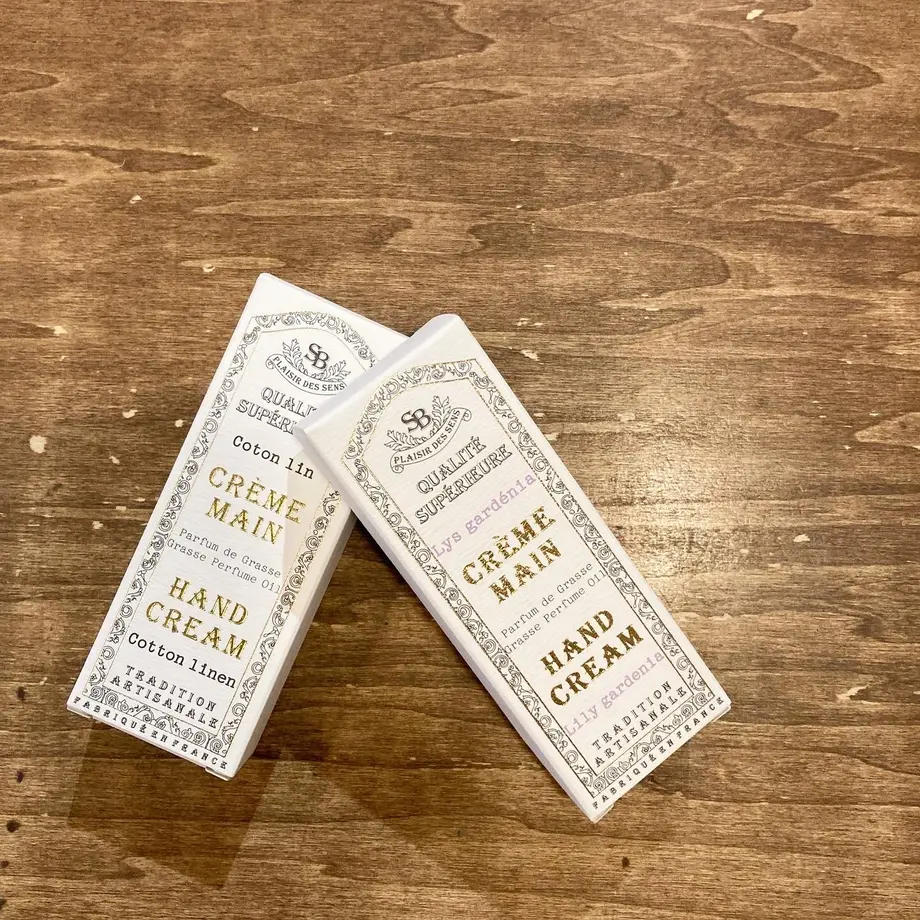 SB
PLAISIR DES SENS
QUALI
SUPÉRI
Coton lin
CRÈME
MAIN
Parfum de Grasse
Grasse Perfume Oil
HAND
CREAM
Cotton linen
TRADITION
ARTISANALE
FABRIQUÉ EN FRANCE
SB
PLAISIR DES SENS
QUALITÉ
SUPÉRIEURE
Lys gardénia
CRÈME
MAIN
Parfum de Grasse
Grasse Perfume Oil
HAND
CREAM
Lily gardenia
TRADITION
ARTISANALE
FABRIQUÉ EN FRANCE